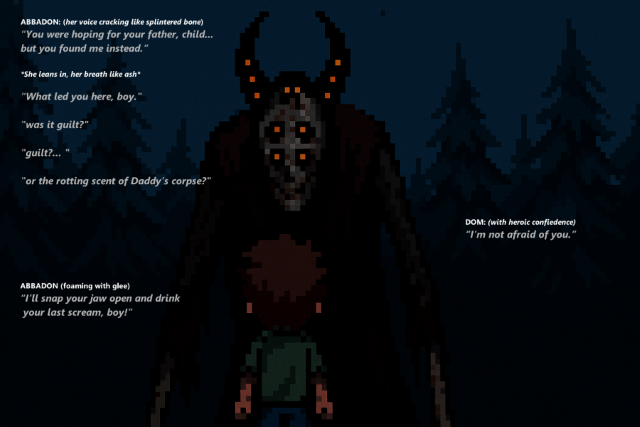 ABBADON: (her voice cracking like splintered bone)
"You were hoping for your father, child...
but you found me instead."
*She leans in, her breath like ash*
"What led you here, boy."
"was it guilt?"
"guilt?... "
"or the rotting scent of Daddy's corpse?"
DOM: (with heroic confiedence)
"I'm not afraid of you."
ABBADON (foaming with glee)
"I'll snap your jaw open and drink
your last scream, boy!"